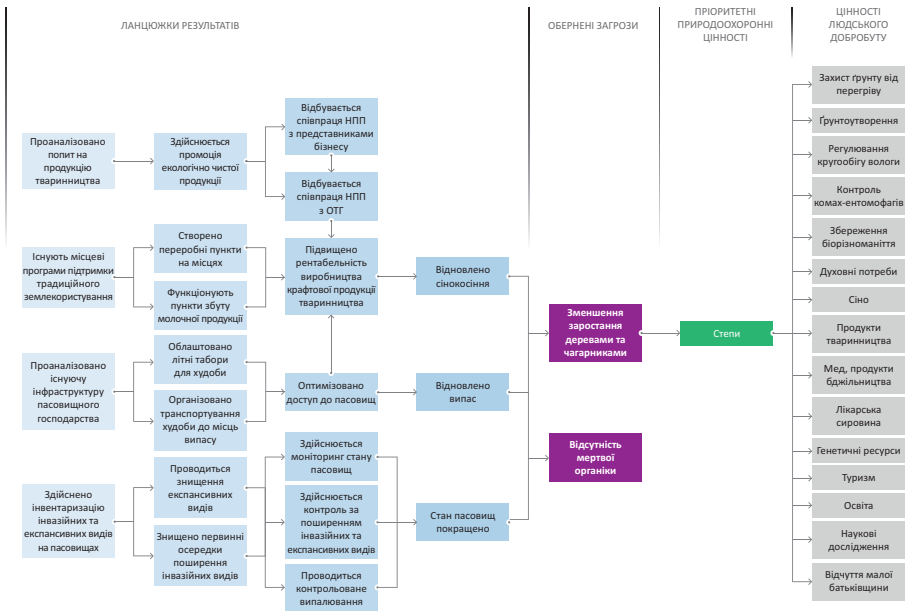 ЛАНЦЮЖКИ РЕЗУЛЬТАТІВ
ОБЕРНЕНІ ЗАГРОЗИ
ПРІОРИТЕТНІ
ПРИРОДООХОРОННІ
ЦІННОСТІ
ЦІННОСТІ
ЛЮДСЬКОГО
ДОБРОБУТУ
Проаналізовано
попит на
продукцію
тваринництва
Здійснюється
промоція
екологічно чистої
продукції
Відбувається
співпраця НПП
з представниками
бізнесу
Відбувається
співпраця НПП
з ОТГ
Існують місцеві
програми підтримки
традиційного
землекористування
Створено
переробні пункти
на місцях
Функціонують
пункти збуту
молочної продукції
Підвищено
рентабельність
виробництва
крафтової продукції
тваринництва
Відновлено
сінокосіння
Проаналізовано
існуючу
інфраструктуру
пасовищного
господарства
Облаштовано
літні табори
для худоби
Організовано
транспортування
худоби до місць
випасу
Оптимізовано
доступ до пасовищ
Відновлено
випас
Здійснено
інвентаризацію
інвазійних та
експансивних видів
на пасовищах
Проводиться
знищення
експансивних
видів
Знищено первинні
осередки
поширення
інвазійних видів
Здійснюється
моніторинг стану
пасовищ
Здійснюється
контроль за
поширенням
інвазійних та
експансивних видів
Проводиться
контрольоване
випалювання
Стан пасовищ
покращено
Зменшення
заростання
деревами та
чагарниками
Відсутність
мертвої
органіки
Степи
Захист ґрунту від
перегріву
Ґрунтоутворення
Регулювання
кругообігу вологи
Контроль
комах-ентомофагів
Збереження
біорізноманіття
Духовні потреби
Сіно
Продукти
тваринництва
Мед, продукти
бджільництва
Лікарська
сировина
Генетичні ресурси
Туризм
Освіта
Наукові
дослідження
Відчуття малої
батьківщини